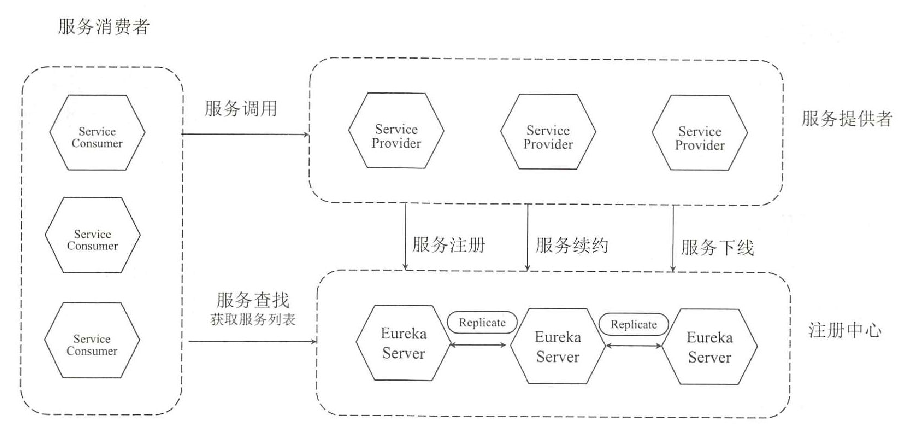 服务消费者
Service
Consumer
Service
Consumer
Service
Consumer
服务调用
服务查找
获取服务列表
Service
Provider
Service
Provider
Service
Provider
服务提供者
服务注册
服务续约
服务下线
Eureka
Server
Replicate
Eureka
Server
Replicate
Eureka
Server
注册中心